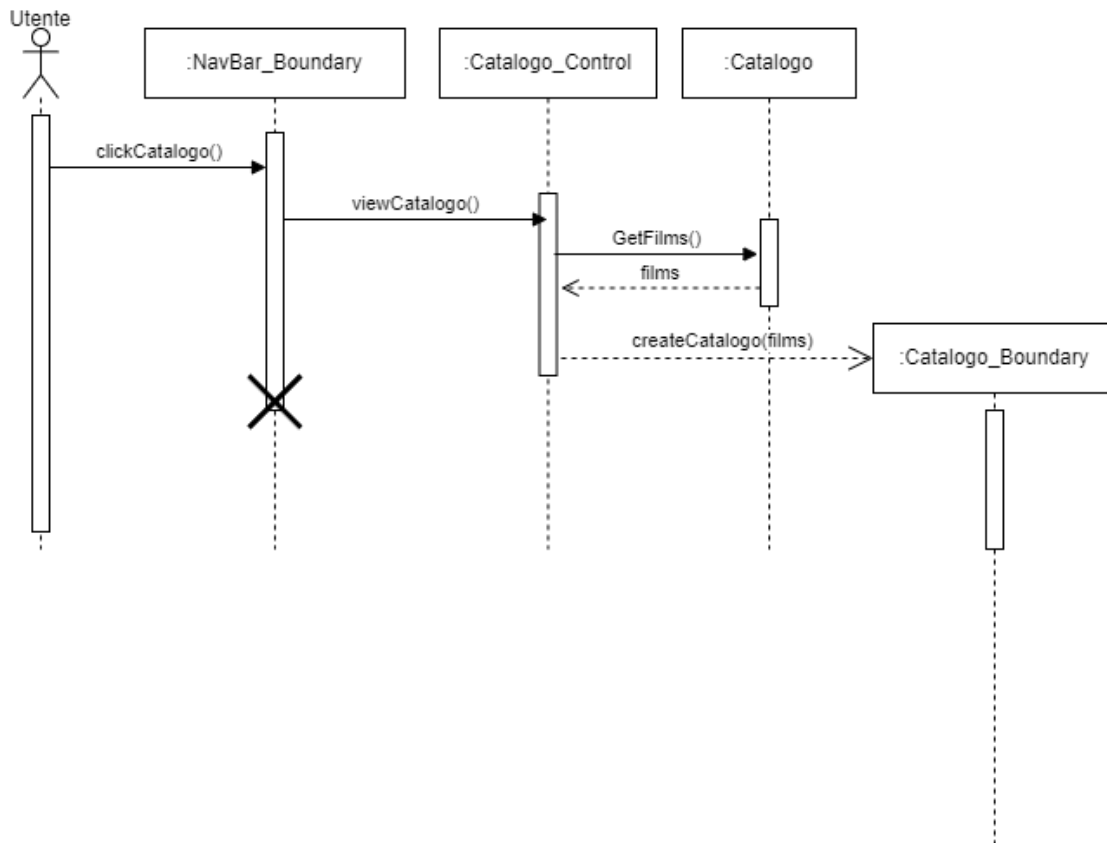 Utente
:NavBar_Boundary
:Catalogo_Control
:Catalogo
clickCatalogo()
viewCatalogo()
GetFilms()
films
createCatalogo(films)
:Catalogo_Boundary